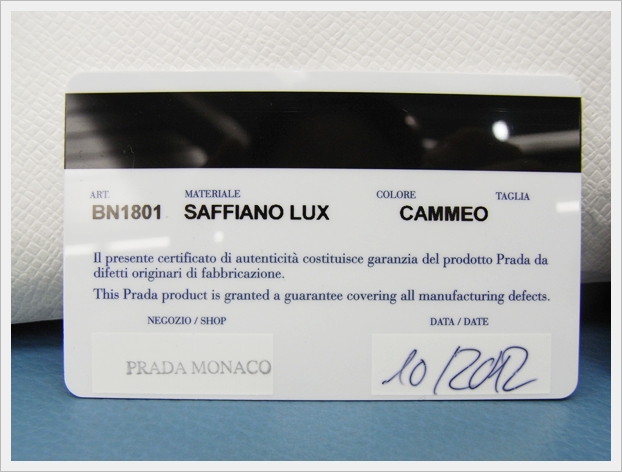 ART. MATERIALE COLORE TAGLIA
BN1801 SAFFIANO LUX CAMMEO
Il presente certificato di autenticità costituisce garanzia del prodotto Prada da
difetti originari di fabbricazione.
This Prada product is granted a guarantee covering all manufacturing defects.
NEGOZIO / SHOP DATA / DATE
PRADA MONACO 10/2012